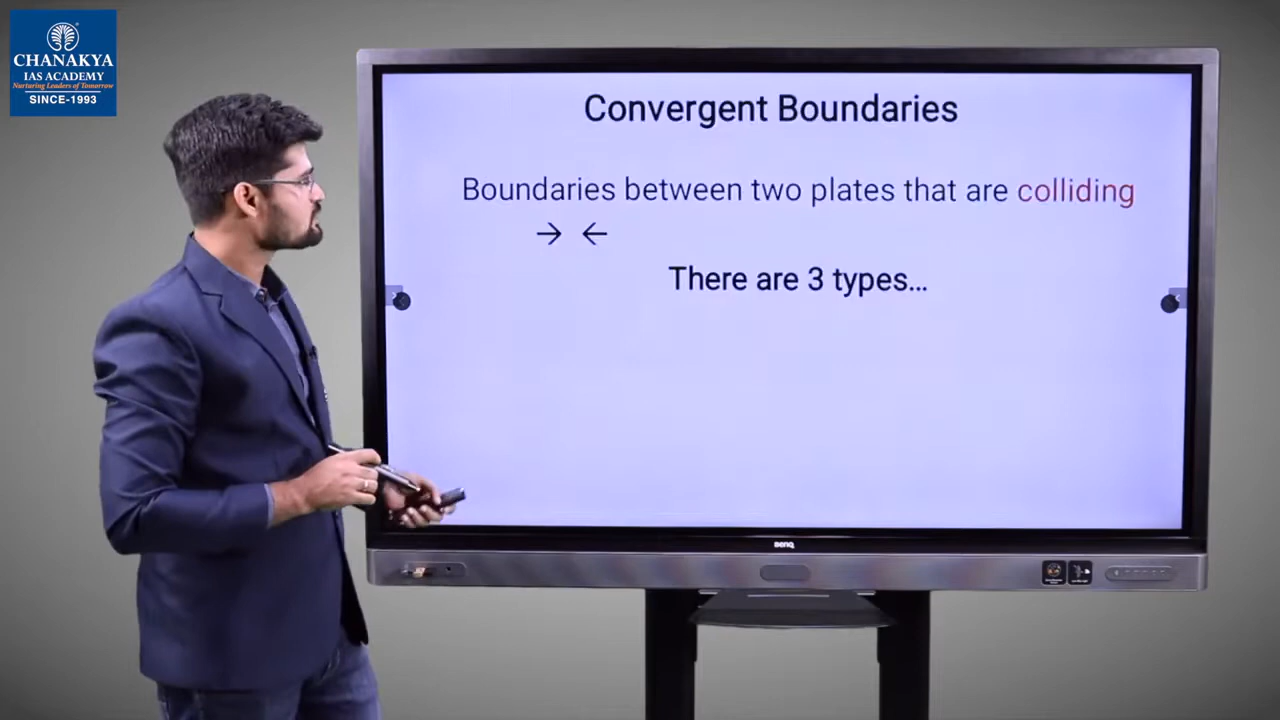 CHANAKYA
IAS ACADEMY
Nurturing Leaders of Tomorrow
SINCE-1993
Convergent Boundaries
Boundaries between two plates that are colliding
→ ←
There are 3 types...
BenQ